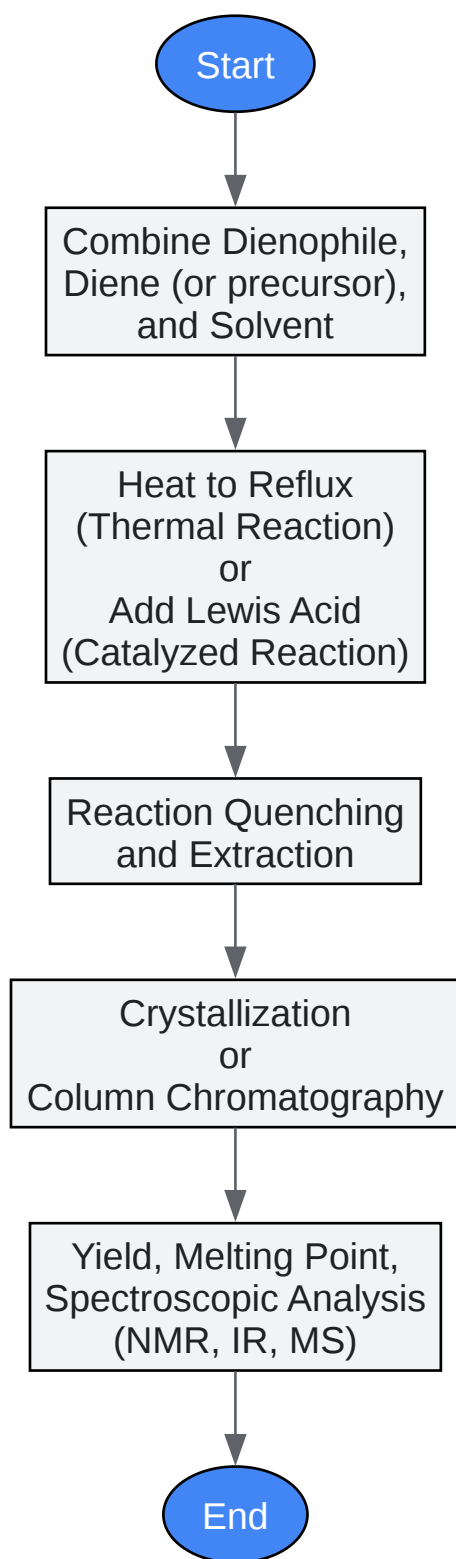 Start
Combine Dienophile,
Diene (or precursor),
and Solvent
Heat to Reflux
(Thermal Reaction)
or
Add Lewis Acid
(Catalyzed Reaction)
Reaction Quenching
and Extraction
Crystallization
or
Column Chromatography
Yield, Melting Point,
Spectroscopic Analysis
(NMR, IR, MS)
End